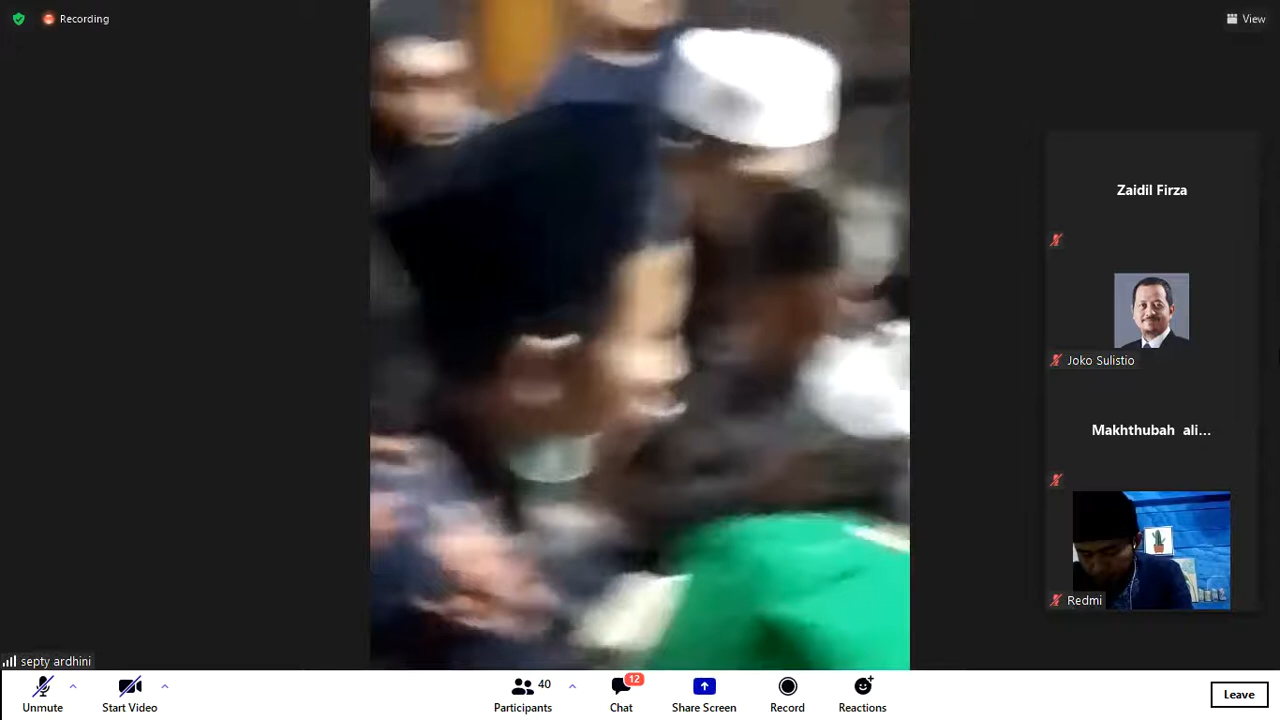 Recording
View
Zaidil Firza
Joko Sulistio
Makhthubah ali...
Redmi
septy ardhini
Unmute
Start Video
40
Participants
12
Chat
Share Screen
Record
Reactions
Leave